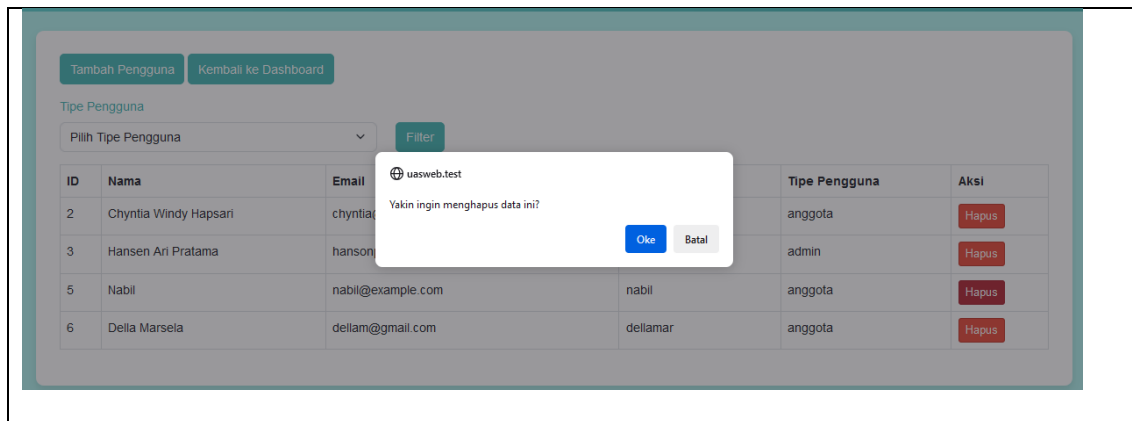 Tambah Pengguna Kembali ke Dashboard
Tipe Pengguna
Pilih Tipe Pengguna Filter
uasweb.test
Yakin ingin menghapus data ini?
Oke Batal
ID Nama Email Tipe Pengguna Aksi
2 Chyntia Windy Hapsari anggota Hapus
3 Hansen Ari Pratama admin Hapus
5 Nabil nabil@example.com nabil anggota Hapus
6 Della Marsela dellam@gmail.com dellamar anggota Hapus